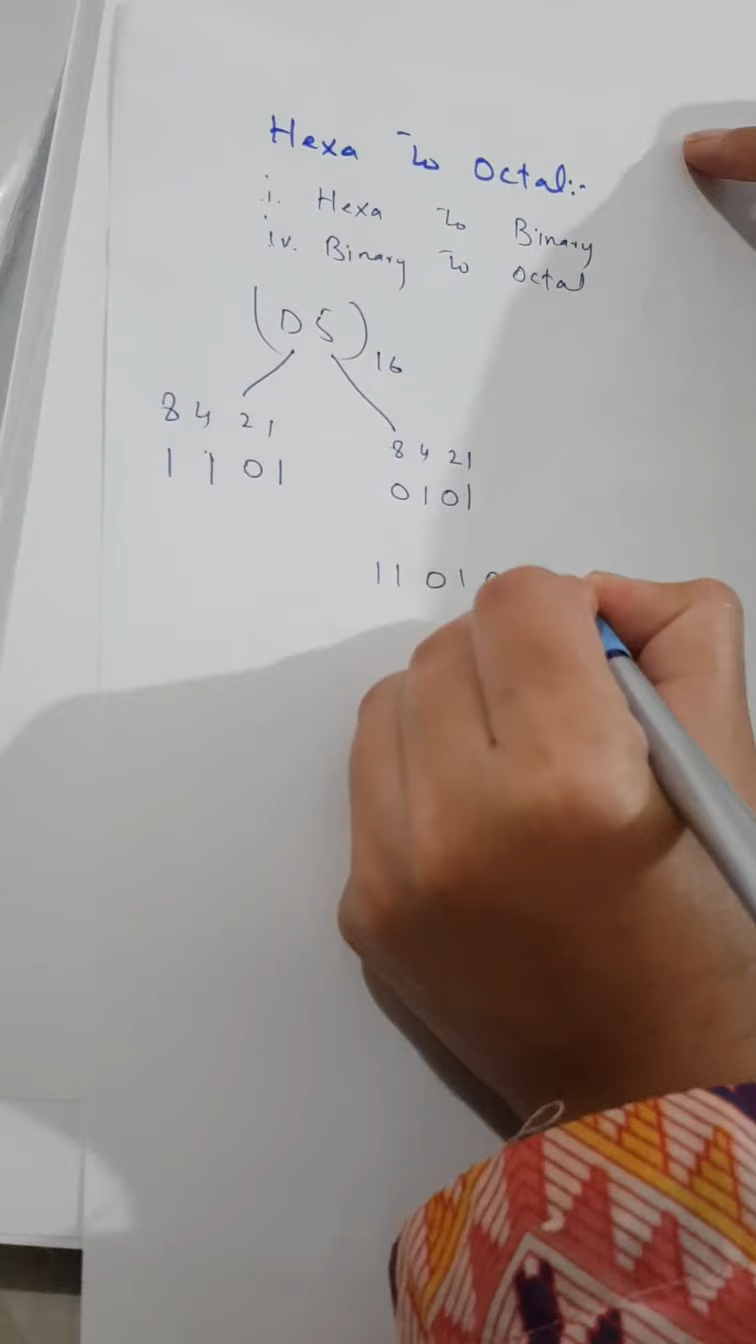 Hexa To Octal:-
i. Hexa To Binary
iv. Binary To Octal
(D5)16
8 4 2 1
8 4 2 1
1 1 0 1
0 1 0 1
1 1 0 1